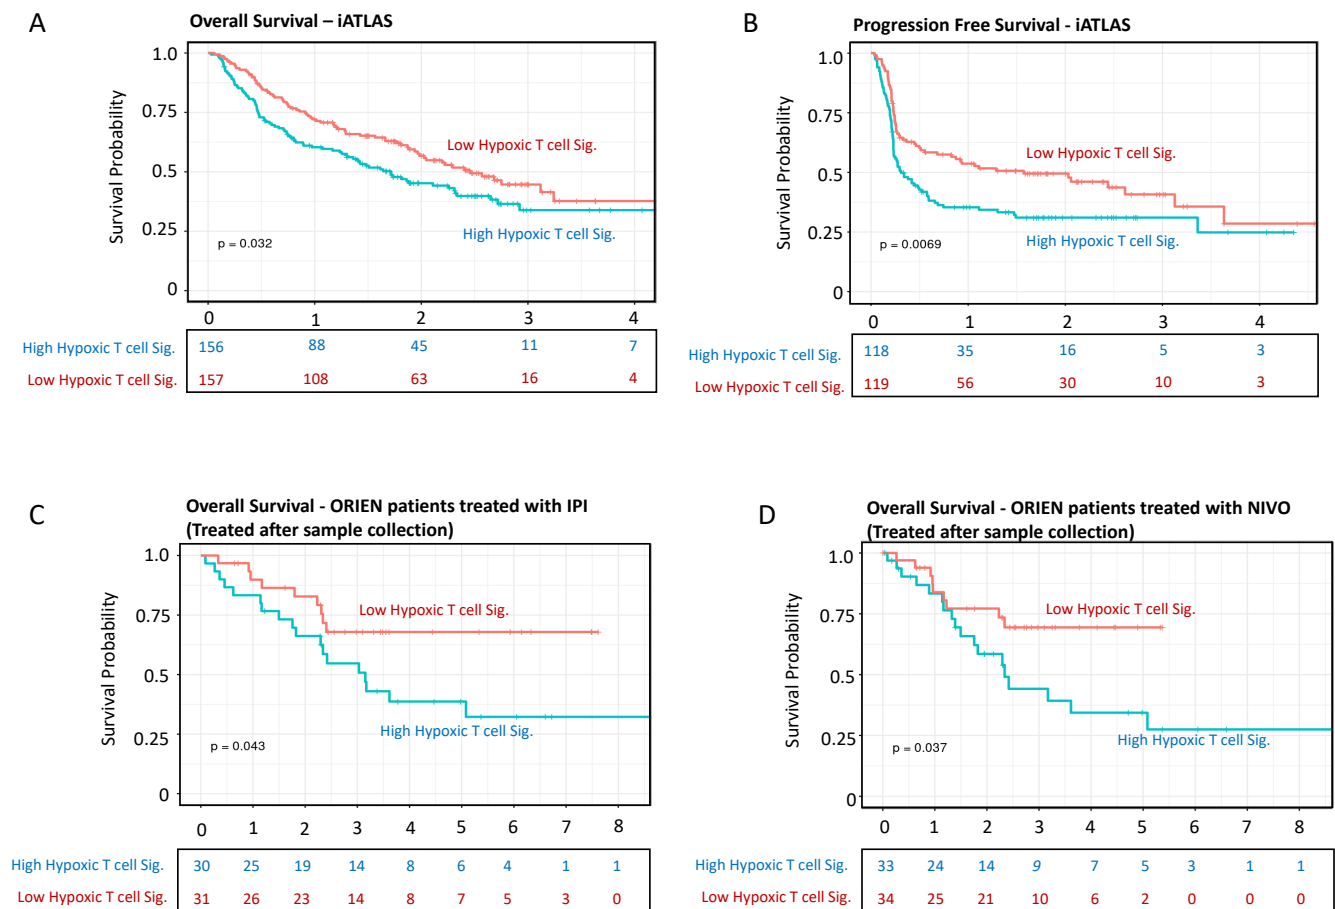 A
Overall Survival – iATLAS
Survival Probability
1.0
0.75
0.5
0.25
0
Low Hypoxic T cell Sig.
High Hypoxic T cell Sig.
p = 0.032
0 1 2 3 4
High Hypoxic T cell Sig. 156 88 45 11 7
Low Hypoxic T cell Sig. 157 108 63 16 4
B
Progression Free Survival - iATLAS
Survival Probability
1.0
0.75
0.5
0.25
0
Low Hypoxic T cell Sig.
High Hypoxic T cell Sig.
p = 0.0069
0 1 2 3 4
High Hypoxic T cell Sig. 118 35 16 5 3
Low Hypoxic T cell Sig. 119 56 30 10 3
C
Overall Survival - ORIEN patients treated with IPI
(Treated after sample collection)
Survival Probability
1.0
0.75
0.5
0.25
0
Low Hypoxic T cell Sig.
High Hypoxic T cell Sig.
p = 0.043
0 1 2 3 4 5 6 7 8
High Hypoxic T cell Sig. 30 25 19 14 8 6 4 1 1
Low Hypoxic T cell Sig. 31 26 23 14 8 7 5 3 0
D
Overall Survival - ORIEN patients treated with NIVO
(Treated after sample collection)
Survival Probability
1.0
0.75
0.5
0.25
0
Low Hypoxic T cell Sig.
High Hypoxic T cell Sig.
p = 0.037
0 1 2 3 4 5 6 7 8
High Hypoxic T cell Sig. 33 24 14 9 7 5 3 1 1
Low Hypoxic T cell Sig. 34 25 21 10 6 2 0 0 0